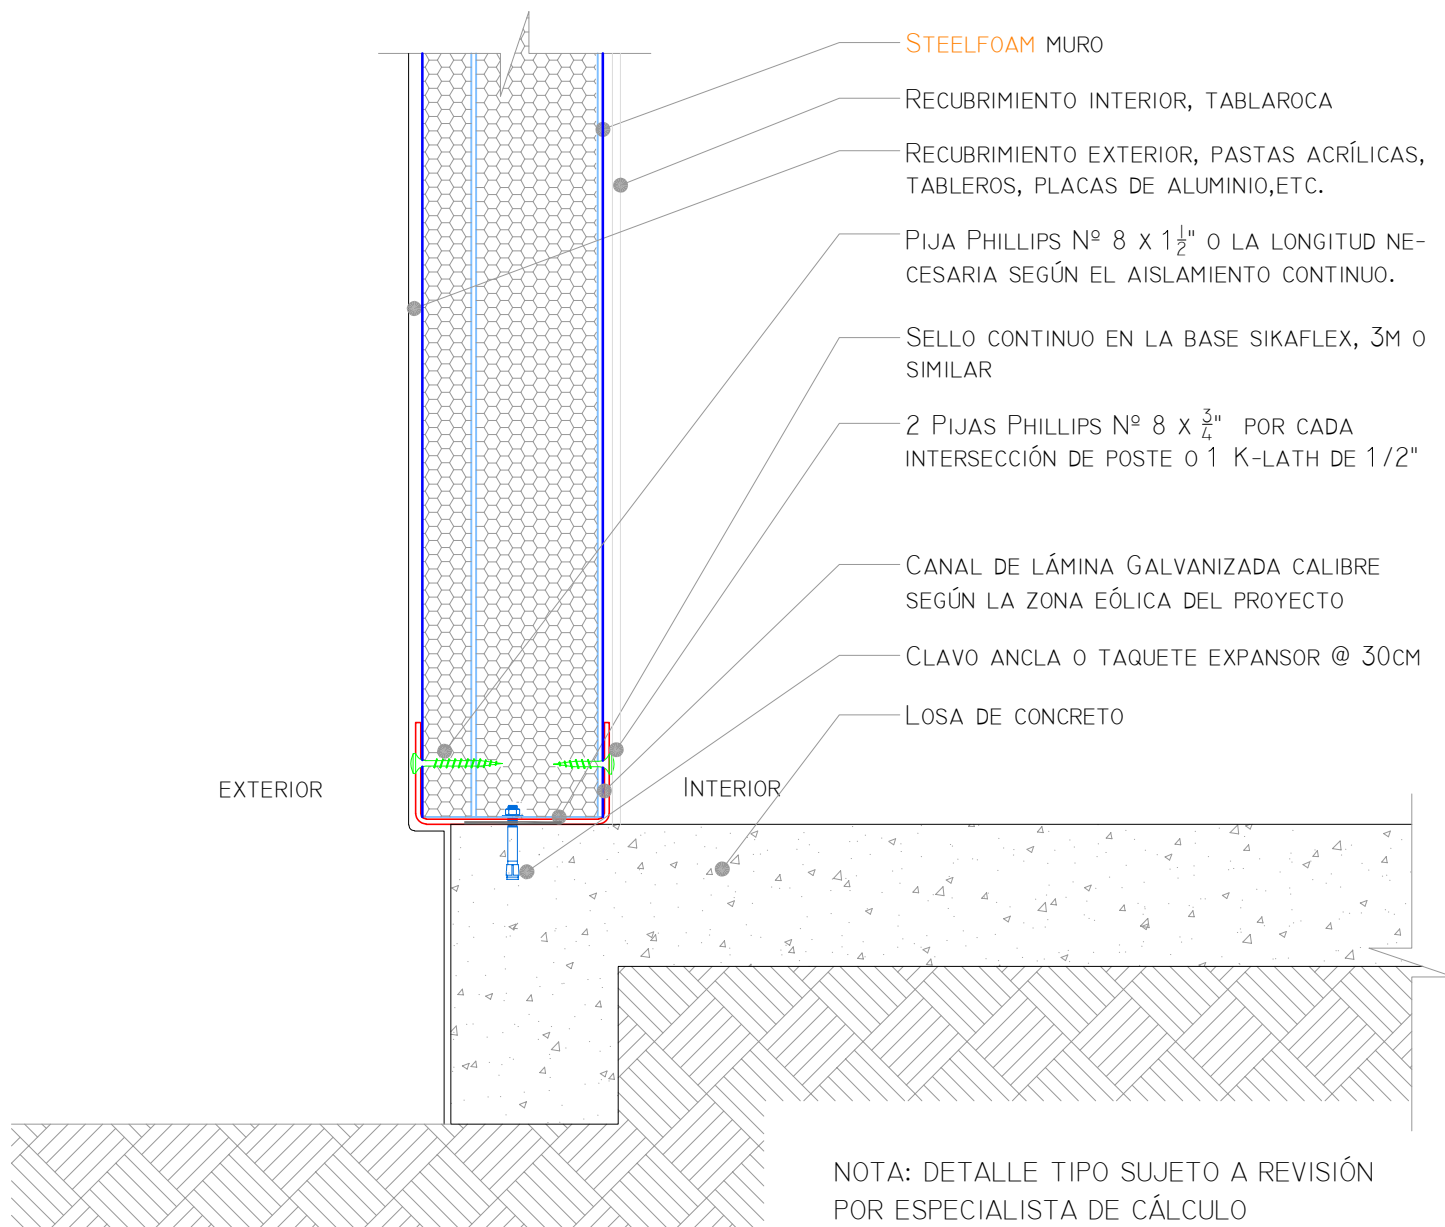 STEELFOAM MURO
RECUBRIMIENTO INTERIOR, TABLAROCA
RECUBRIMIENTO EXTERIOR, PASTAS ACRÍLICAS,
TABLEROS, PLACAS DE ALUMINIO,ETC.
PIJA PHILLIPS Nº 8 X 1½" O LA LONGITUD NE-
CESARIA SEGÚN EL AISLAMIENTO CONTINUO.
SELLO CONTINUO EN LA BASE SIKAFLEX, 3M O
SIMILAR
2 PIJAS PHILLIPS Nº 8 X ¾" POR CADA
INTERSECCIÓN DE POSTE O 1 K-LATH DE 1/2"
CANAL DE LÁMINA GALVANIZADA CALIBRE
SEGÚN LA ZONA EÓLICA DEL PROYECTO
CLAVO ANCLA O TAQUETE EXPANSOR @ 30CM
LOSA DE CONCRETO
EXTERIOR
INTERIOR
NOTA: DETALLE TIPO SUJETO A REVISIÓN
POR ESPECIALISTA DE CÁLCULO